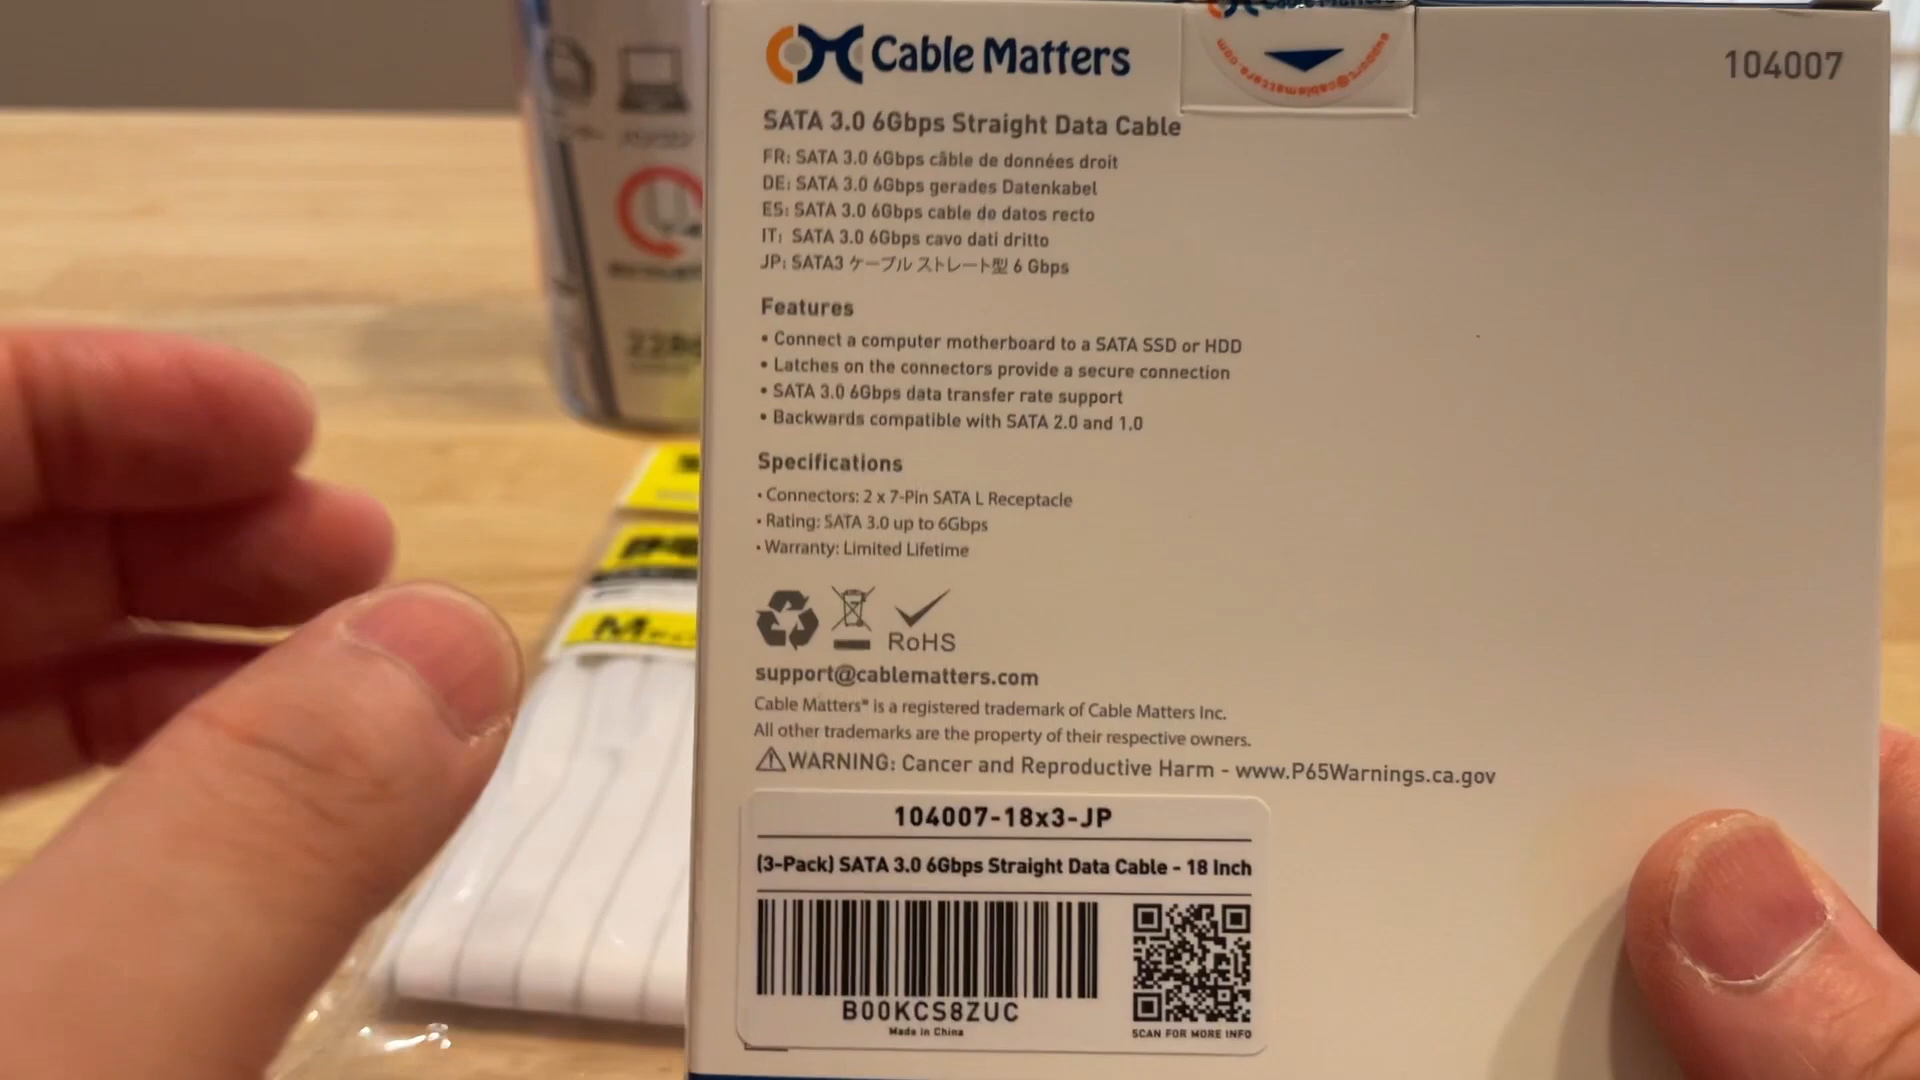 Cable Matters
104007
support@cablematters.com
SATA 3.0 6Gbps Straight Data Cable
FR: SATA 3.0 6Gbps câble de données droit
DE: SATA 3.0 6Gbps gerades Datenkabel
ES: SATA 3.0 6Gbps cable de datos recto
IT: SATA 3.0 6Gbps cavo dati dritto
JP: SATA3 ケーブル ストレート型 6 Gbps
Features
• Connect a computer motherboard to a SATA SSD or HDD
• Latches on the connectors provide a secure connection
• SATA 3.0 6Gbps data transfer rate support
• Backwards compatible with SATA 2.0 and 1.0
Specifications
• Connectors: 2 x 7-Pin SATA L Receptacle
• Rating: SATA 3.0 up to 6Gbps
• Warranty: Limited Lifetime
RoHS
support@cablematters.com
Cable Matters® is a registered trademark of Cable Matters Inc.
All other trademarks are the property of their respective owners.
⚠WARNING: Cancer and Reproductive Harm - www.P65Warnings.ca.gov
104007-18x3-JP
(3-Pack) SATA 3.0 6Gbps Straight Data Cable - 18 Inch
B00KCS8ZUC
Made in China
SCAN FOR MORE INFO